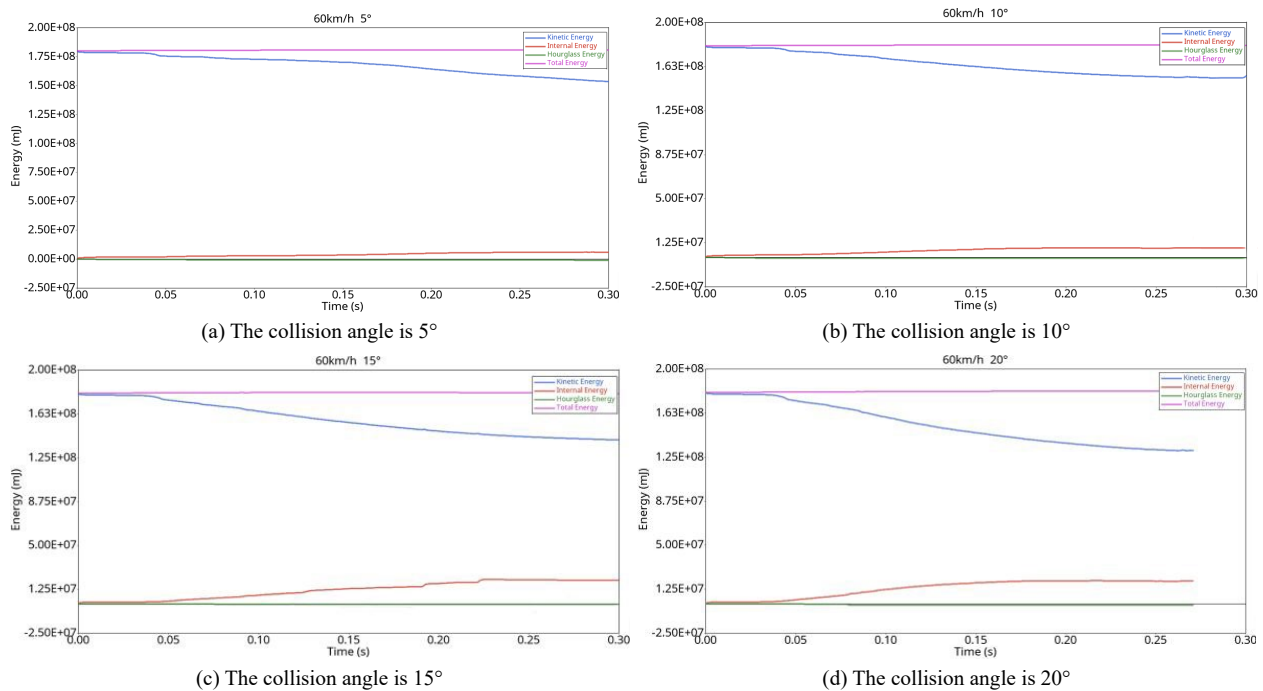 60km/h 5°
2.00E+08
1.75E+08
1.50E+08
1.25E+08
1.00E+08
7.50E+07
5.00E+07
2.50E+07
0.00E+00
-2.50E+07
Energy (mJ)
Kinetic Energy
Internal Energy
Hourglass Energy
Total Energy
0.00 0.05 0.10 0.15 0.20 0.25 0.30
Time (s)
(a) The collision angle is 5°
60km/h 10°
2.00E+08
1.63E+08
1.25E+08
8.75E+07
5.00E+07
1.25E+07
-2.50E+07
Energy (mJ)
Kinetic Energy
Internal Energy
Hourglass Energy
Total Energy
0.00 0.05 0.10 0.15 0.20 0.25 0.30
Time (s)
(b) The collision angle is 10°
60km/h 15°
2.00E+08
1.63E+08
1.25E+08
8.75E+07
5.00E+07
1.25E+07
-2.50E+07
Energy (mJ)
Kinetic Energy
Internal Energy
Hourglass Energy
Total Energy
0.00 0.05 0.10 0.15 0.20 0.25 0.30
Time (s)
(c) The collision angle is 15°
60km/h 20°
2.00E+08
1.63E+08
1.25E+08
8.75E+07
5.00E+07
1.25E+07
-2.50E+07
Energy (mJ)
Kinetic Energy
Internal Energy
Hourglass Energy
Total Energy
0.00 0.05 0.10 0.15 0.20 0.25 0.30
Time (s)
(d) The collision angle is 20°